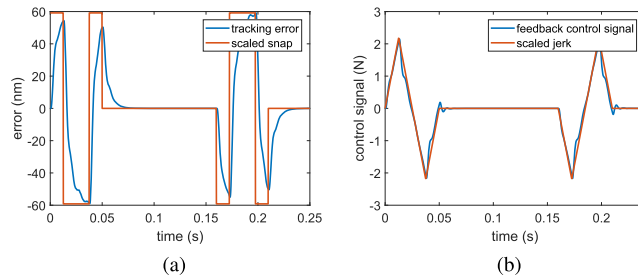 60
40
20
0
-20
-40
-60
error (nm)
tracking error
scaled snap
0
0.05
0.1
0.15
0.2
0.25
time (s)
(a)
3
2
1
0
-1
-2
-3
control signal (N)
feedback control signal
scaled jerk
0
0.05
0.1
0.15
0.2
time (s)
(b)